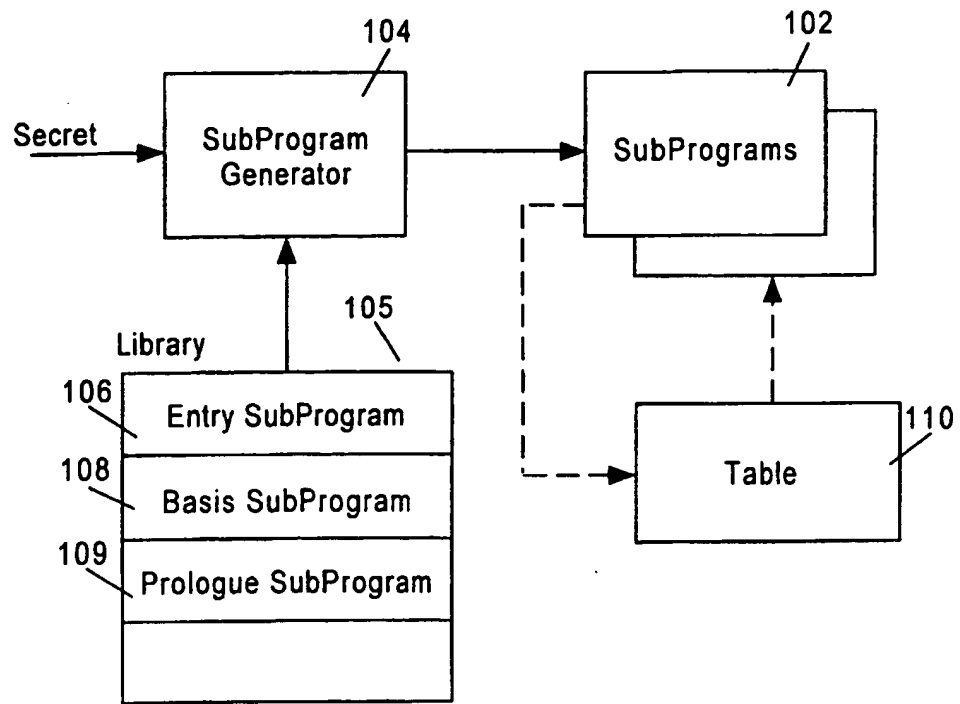 104
102
Secret
SubProgram
Generator
SubPrograms
105
Library
106
Entry SubProgram
110
108
Basis SubProgram
Table
109
Prologue SubProgram